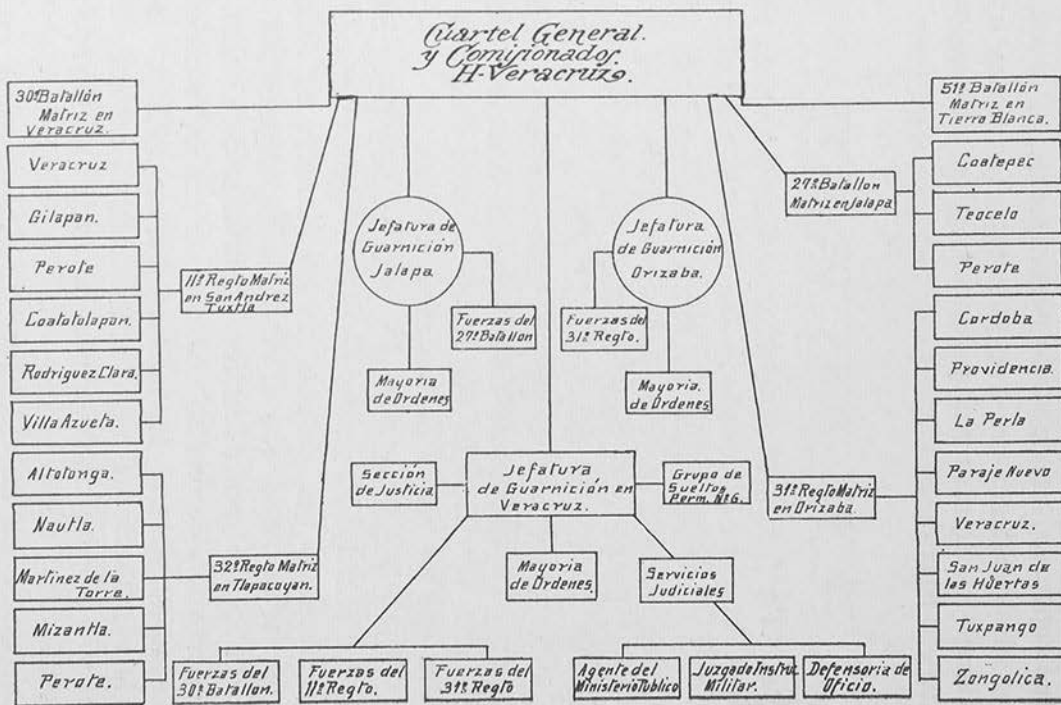 Cuartel General.
y Comisionados.
H. Veracruz.
30º Batallón
Matriz en
Veracruz.
Veracruz
Gilapan.
Perote
Coatotolapan.
Rodriguez Clara.
Villa Azueta.
11º Regto Matriz
en San Andrez
Tuxtla
Altotonga.
Nautla.
Martinez de la
Torre.
Mizantla.
Perote.
32º Regto Matriz
en Tlapacoyan.
Jefatura de
Guarnición
Jalapa.
Fuerzas del
27º Batallon
Mayoria
de Ordenes
Jefatura
de Guarnición
Orizaba.
Fuerzas del
31º Regto.
Mayoria.
de Ordenes
Sección
de Justicia
Jefatura
de Guarnición en
Veracruz.
Grupo de
Sueltos
Perm. Nº 6.
Mayoria
de Ordenes
Servicios
Judiciales
Fuerzas del
30º Batallon.
Fuerzas del
11º Regto.
Fuerzas del
31º Regto
Agente del
Ministerio Publico
Juzgado Instruc.
Militar.
Defensoria de
Oficio.
51º Batallon
Matriz en
Tierra Blanca.
27º Batallon
Matriz en Jalapa
Coatepec
Teocelo
Perote
31º Regto Matriz
en Orizaba.
Cordoba
Providencia.
La Perla
Paraje Nuevo
Veracruz.
San Juan de
las Huertas
Tuxpango
Zongolica.